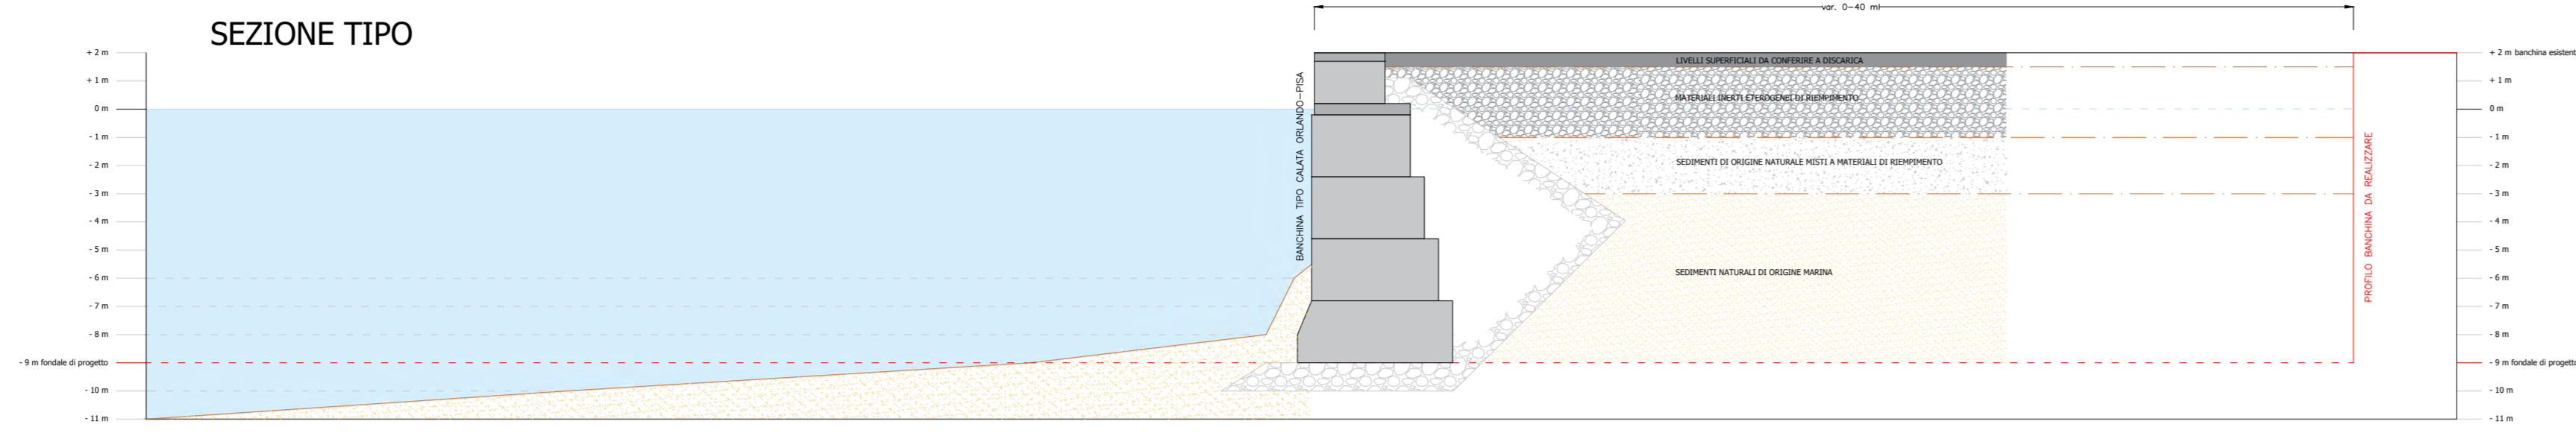 SEZIONE TIPO
var. 0-40 ml
+ 2 m
+ 1 m
0 m
- 1 m
- 2 m
- 3 m
- 4 m
- 5 m
- 6 m
- 7 m
- 8 m
- 9 m fondale di progetto
- 10 m
- 11 m
BANCHINA TIPO CALATA ORLANDO-PISA
LIVELLI SUPERFICIALI DA CONFERIRE A DISCARICA
MATERIALI INERTI ETEROGENEI DI RIEMPIMENTO
SEDIMENTI DI ORIGINE NATURALE MISTI A MATERIALI DI RIEMPIMENTO
SEDIMENTI NATURALI DI ORIGINE MARINA
PROFILO BANCHINA DA REALIZZARE
+ 2 m banchina esistent
+ 1 m
0 m
- 1 m
- 2 m
- 3 m
- 4 m
- 5 m
- 6 m
- 7 m
- 8 m
- 9 m fondale di progetto
- 10 m
- 11 m